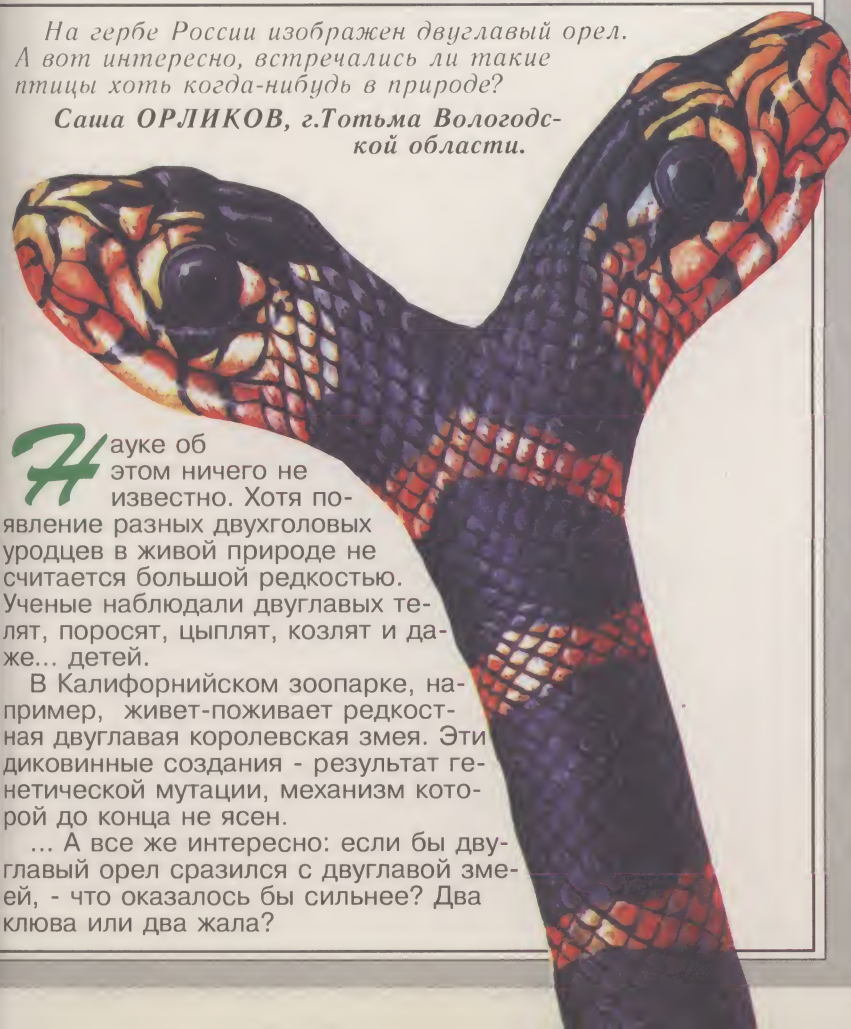 На гербе России изображен двуглавый орел.
А вот интересно, встречались ли такие
птицы хоть когда-нибудь в природе?
Саша ОРЛИКОВ, г.Тотьма Вологодс-
кой области.
Науке об
этом ничего не
известно. Хотя по-
явление разных двухголовых
уродцев в живой природе не
считается большой редкостью.
Ученые наблюдали двуглавых те-
лят, поросят, цыплят, козлят и да-
же... детей.
В Калифорнийском зоопарке, на-
пример, живет-поживает редкост-
ная двуглавая королевская змея. Эти
диковинные создания - результат ге-
нетической мутации, механизм кото-
рой до конца не ясен.
... А все же интересно: если бы дву-
главый орел сразился с двуглавой зме-
ей, - что оказалось бы сильнее? Два
клюва или два жала?